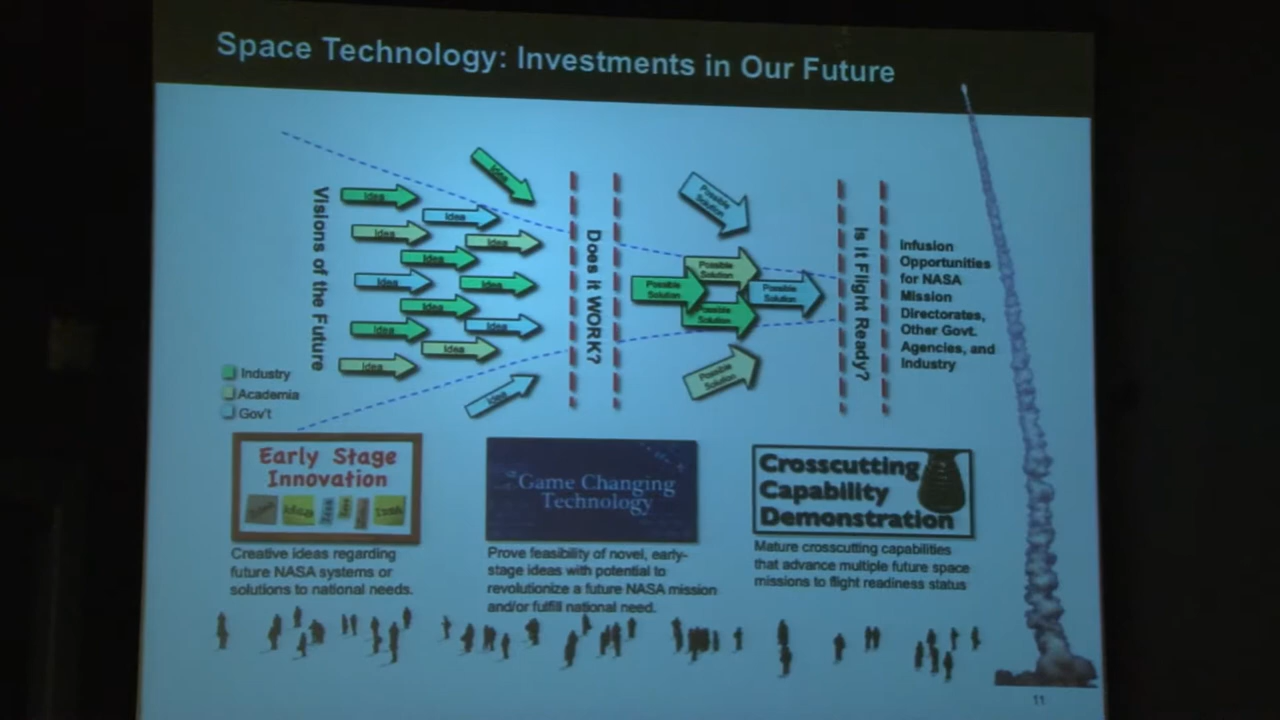 Space Technology: Investments in Our Future
Visions of the Future
Idea
Idea
Idea
Idea
Idea
Idea
Idea
Idea
Idea
Idea
Idea
Idea
Idea
Idea
Does it WORK?
Possible
Solution
Possible
Solution
Possible
Solution
Possible
Solution
Possible
Solution
Possible
Solution
Is it Flight Ready?
Infusion
Opportunities
for NASA
Mission
Directorates,
Other Govt.
Agencies, and
Industry
Industry
Academia
Gov't
Early Stage
Innovation
Game Changing
Technology
Crosscutting
Capability
Demonstration
Creative ideas regarding
future NASA systems or
solutions to national needs.
Prove feasibility of novel, early-
stage ideas with potential to
revolutionize a future NASA mission
and/or fulfill national need.
Mature crosscutting capabilities
that advance multiple future space
missions to flight readiness status
11